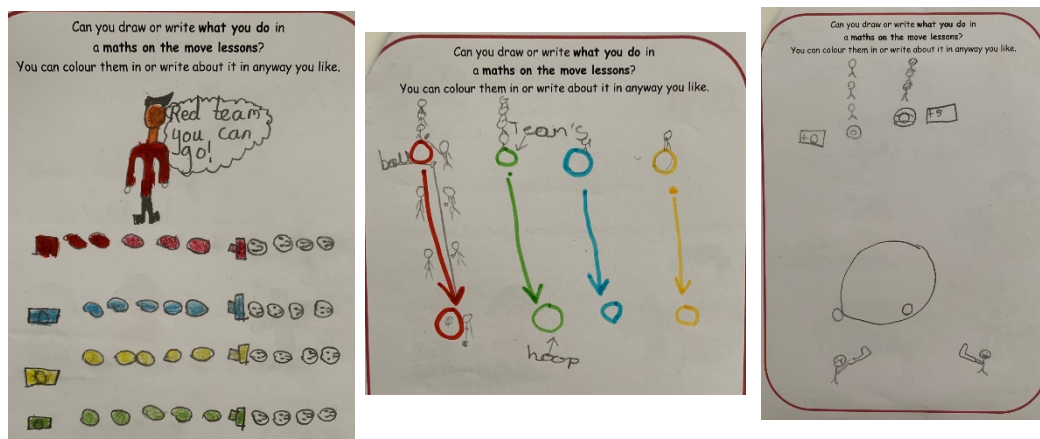 Can you draw or write what you do in
a maths on the move lessons?
You can colour them in or write about it in anyway you like.
Red team
you can
go!
Can you draw or write what you do in
a maths on the move lessons?
You can colour them in or write about it in anyway you like.
Team's
ball
hoop
Can you draw or write what you do in
a maths on the move lessons?
You can colour them in or write about it in anyway you like.